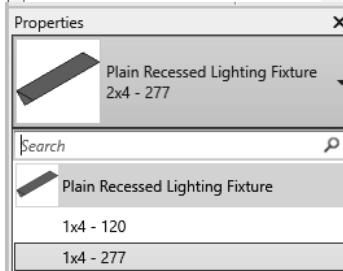 Properties
Plain Recessed Lighting Fixture
2x4 - 277
Search
Plain Recessed Lighting Fixture
1x4 - 120
1x4 - 277